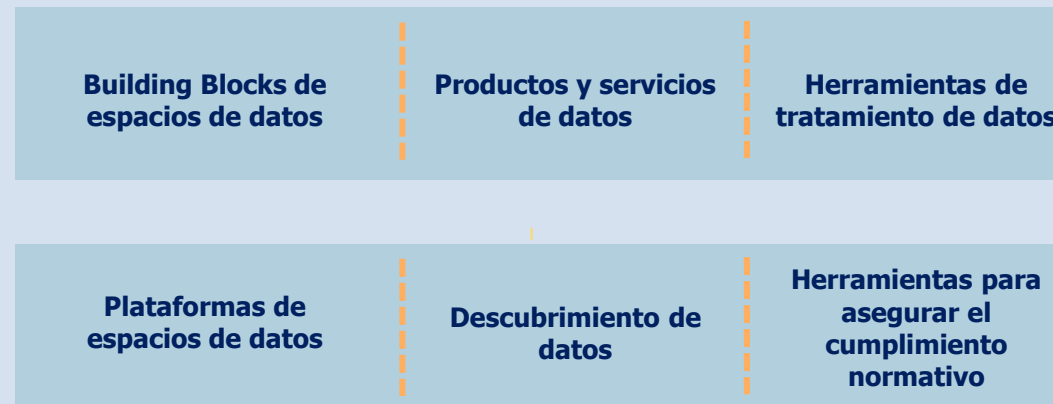 Building Blocks de
espacios de datos
Productos y servicios
de datos
Herramientas de
tratamiento de datos
Plataformas de
espacios de datos
Descubrimiento de
datos
Herramientas para
asegurar el
cumplimiento
normativo